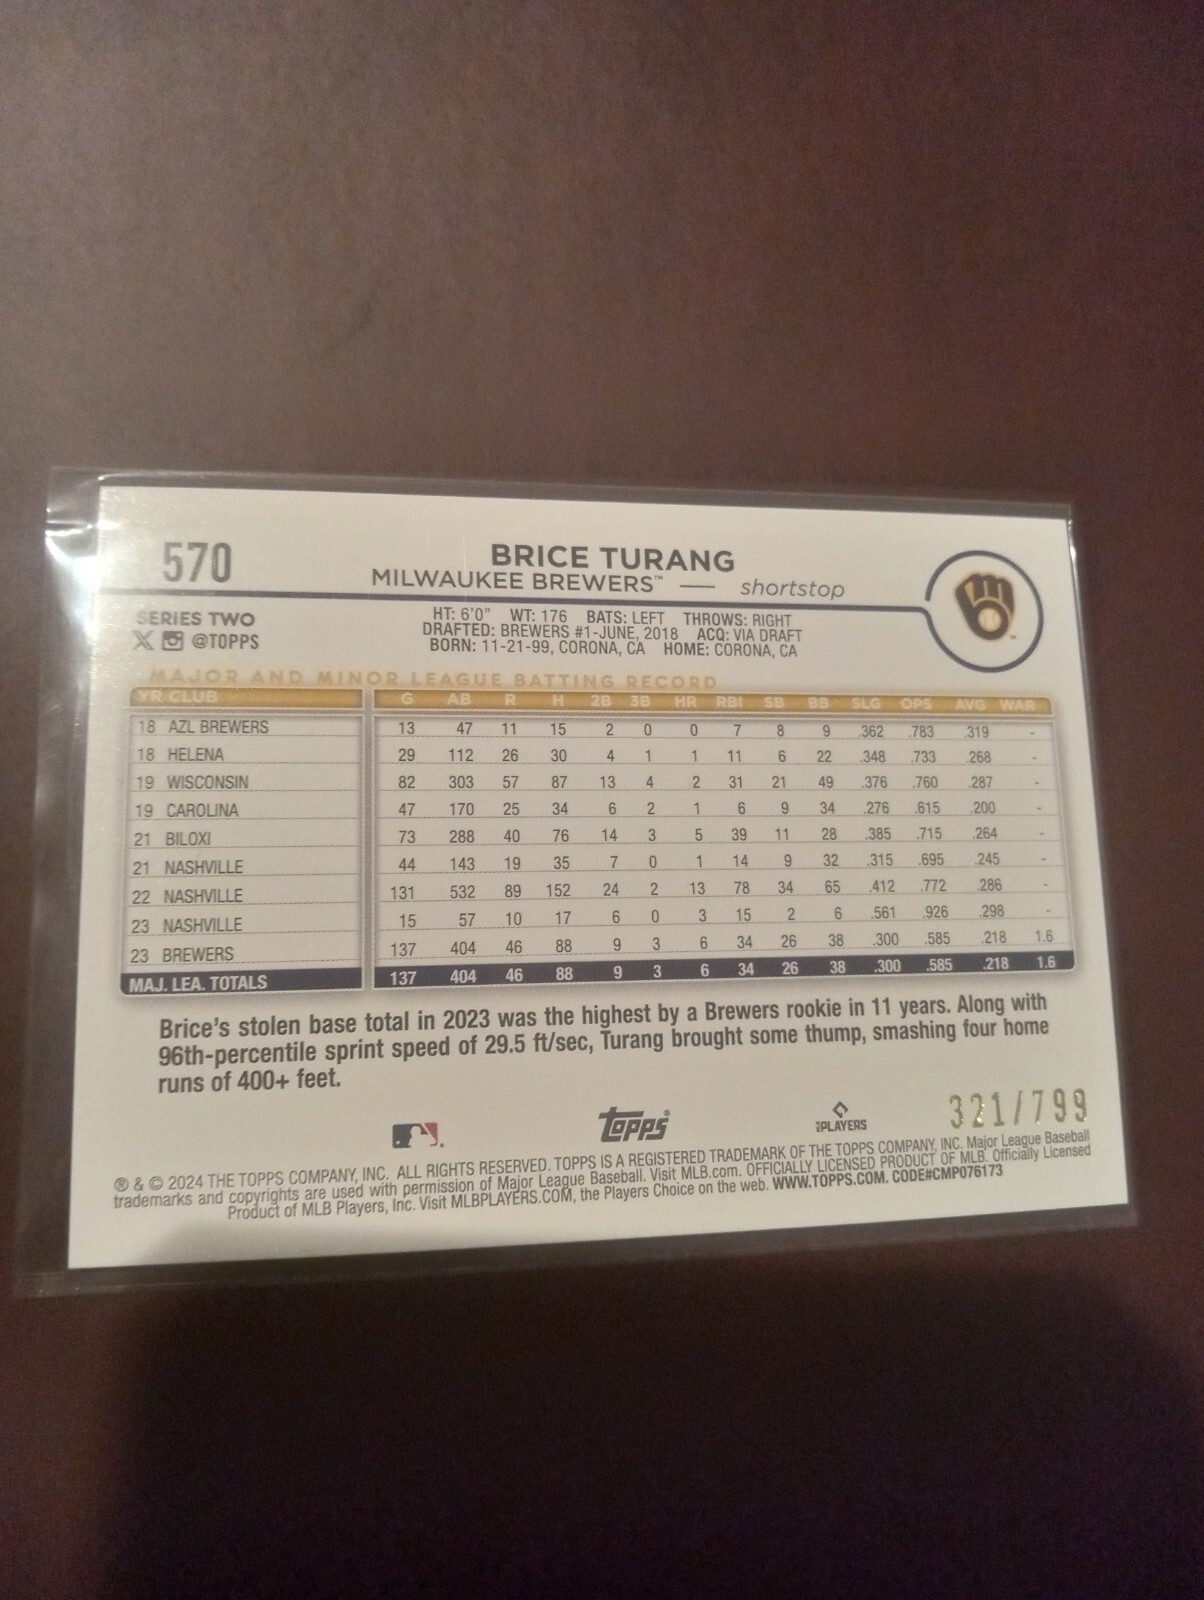 570
BRICE TURANG
MILWAUKEE BREWERS™ — shortstop
SERIES TWO
@TOPPS
HT: 6'0" WT: 176 BATS: LEFT THROWS: RIGHT
DRAFTED: BREWERS #1-JUNE, 2018 ACQ: VIA DRAFT
BORN: 11-21-99, CORONA, CA HOME: CORONA, CA
MAJOR AND MINOR LEAGUE BATTING RECORD
YR CLUB G AB R H 2B 3B HR RBI SB BB SLG OPS AVG WAR
18 AZL BREWERS 13 47 11 15 2 0 0 7 8 9 .362 .783 .319 -
18 HELENA 29 112 26 30 4 1 1 11 6 22 .348 .733 .268 -
19 WISCONSIN 82 303 57 87 13 4 2 31 21 49 .376 .760 .287 -
19 CAROLINA 47 170 25 34 6 2 1 6 9 34 .276 .615 .200 -
21 BILOXI 73 288 40 76 14 3 5 39 11 28 .385 .715 .264 -
21 NASHVILLE 44 143 19 35 7 0 1 14 9 32 .315 .695 .245 -
22 NASHVILLE 131 532 89 152 24 2 13 78 34 65 .412 .772 .286 -
23 NASHVILLE 15 57 10 17 6 0 3 15 2 6 .561 .926 .298 -
23 BREWERS 137 404 46 88 9 3 6 34 26 38 .300 .585 .218 1.6
MAJ. LEA. TOTALS 137 404 46 88 9 3 6 34 26 38 .300 .585 .218 1.6
Brice's stolen base total in 2023 was the highest by a Brewers rookie in 11 years. Along with
96th-percentile sprint speed of 29.5 ft/sec, Turang brought some thump, smashing four home
runs of 400+ feet.
Topps
MLBPLAYERS
321/799
® & © 2024 THE TOPPS COMPANY, INC. ALL RIGHTS RESERVED. TOPPS IS A REGISTERED TRADEMARK OF THE TOPPS COMPANY, INC. Major League Baseball
trademarks and copyrights are used with permission of Major League Baseball. Visit MLB.com. OFFICIALLY LICENSED PRODUCT OF MLB. Officially Licensed
Product of MLB Players, Inc. Visit MLBPLAYERS.COM, the Players Choice on the web. WWW.TOPPS.COM. CODE#CMP076173